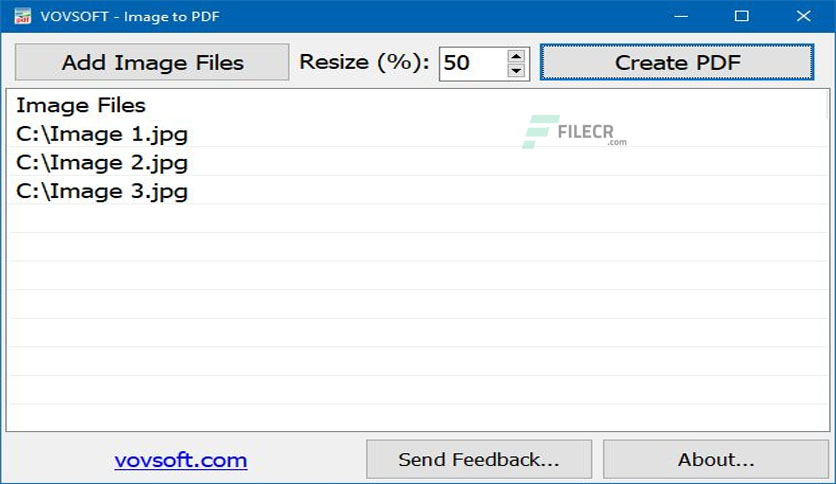 VOVSOFT - Image to PDF
Add Image Files
Resize (%):
50
Create PDF
Image Files
C:\Image 1.jpg
C:\Image 2.jpg
C:\Image 3.jpg
FILECR
.com
vovsoft.com
Send Feedback...
About...